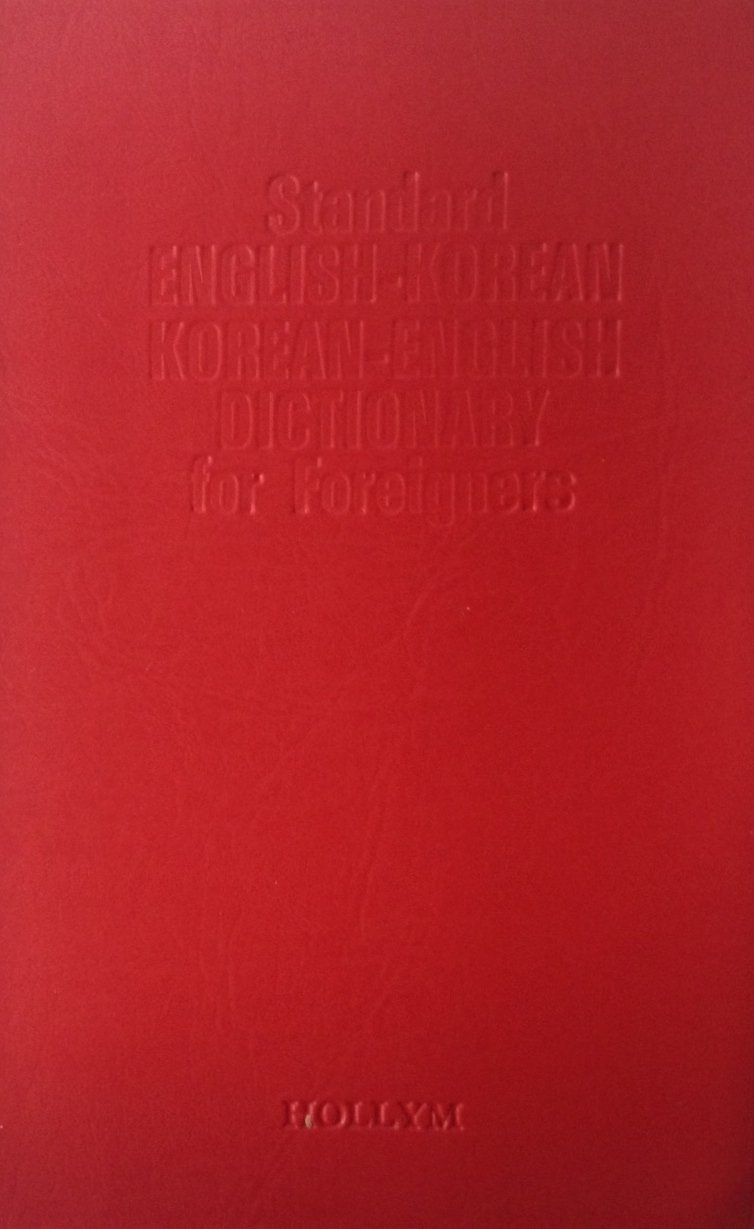 Standard
ENGLISH-KOREAN
KOREAN-ENGLISH
DICTIONARY
for Foreigners
HOLLYM